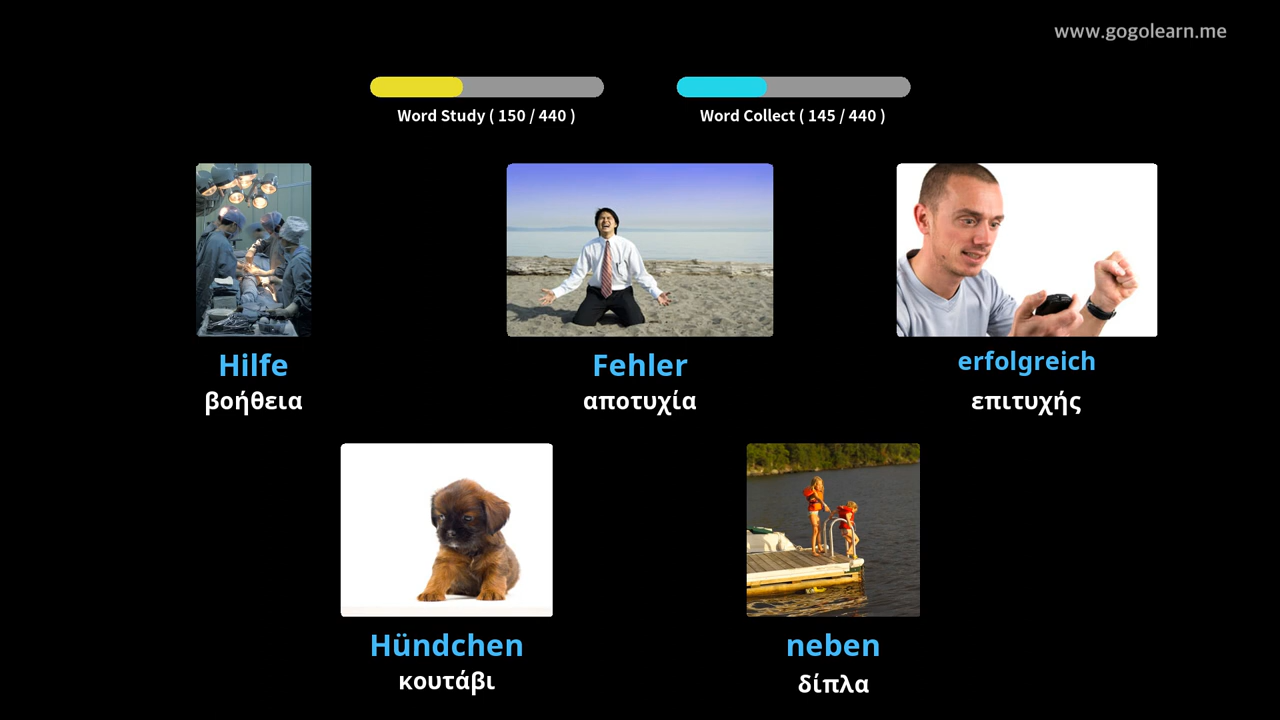 www.gogolearn.me
Word Study ( 150 / 440 )
Word Collect ( 145 / 440 )
Hilfe
βοήθεια
Fehler
αποτυχία
erfolgreich
επιτυχής
Hündchen
κουτάβι
neben
δίπλα